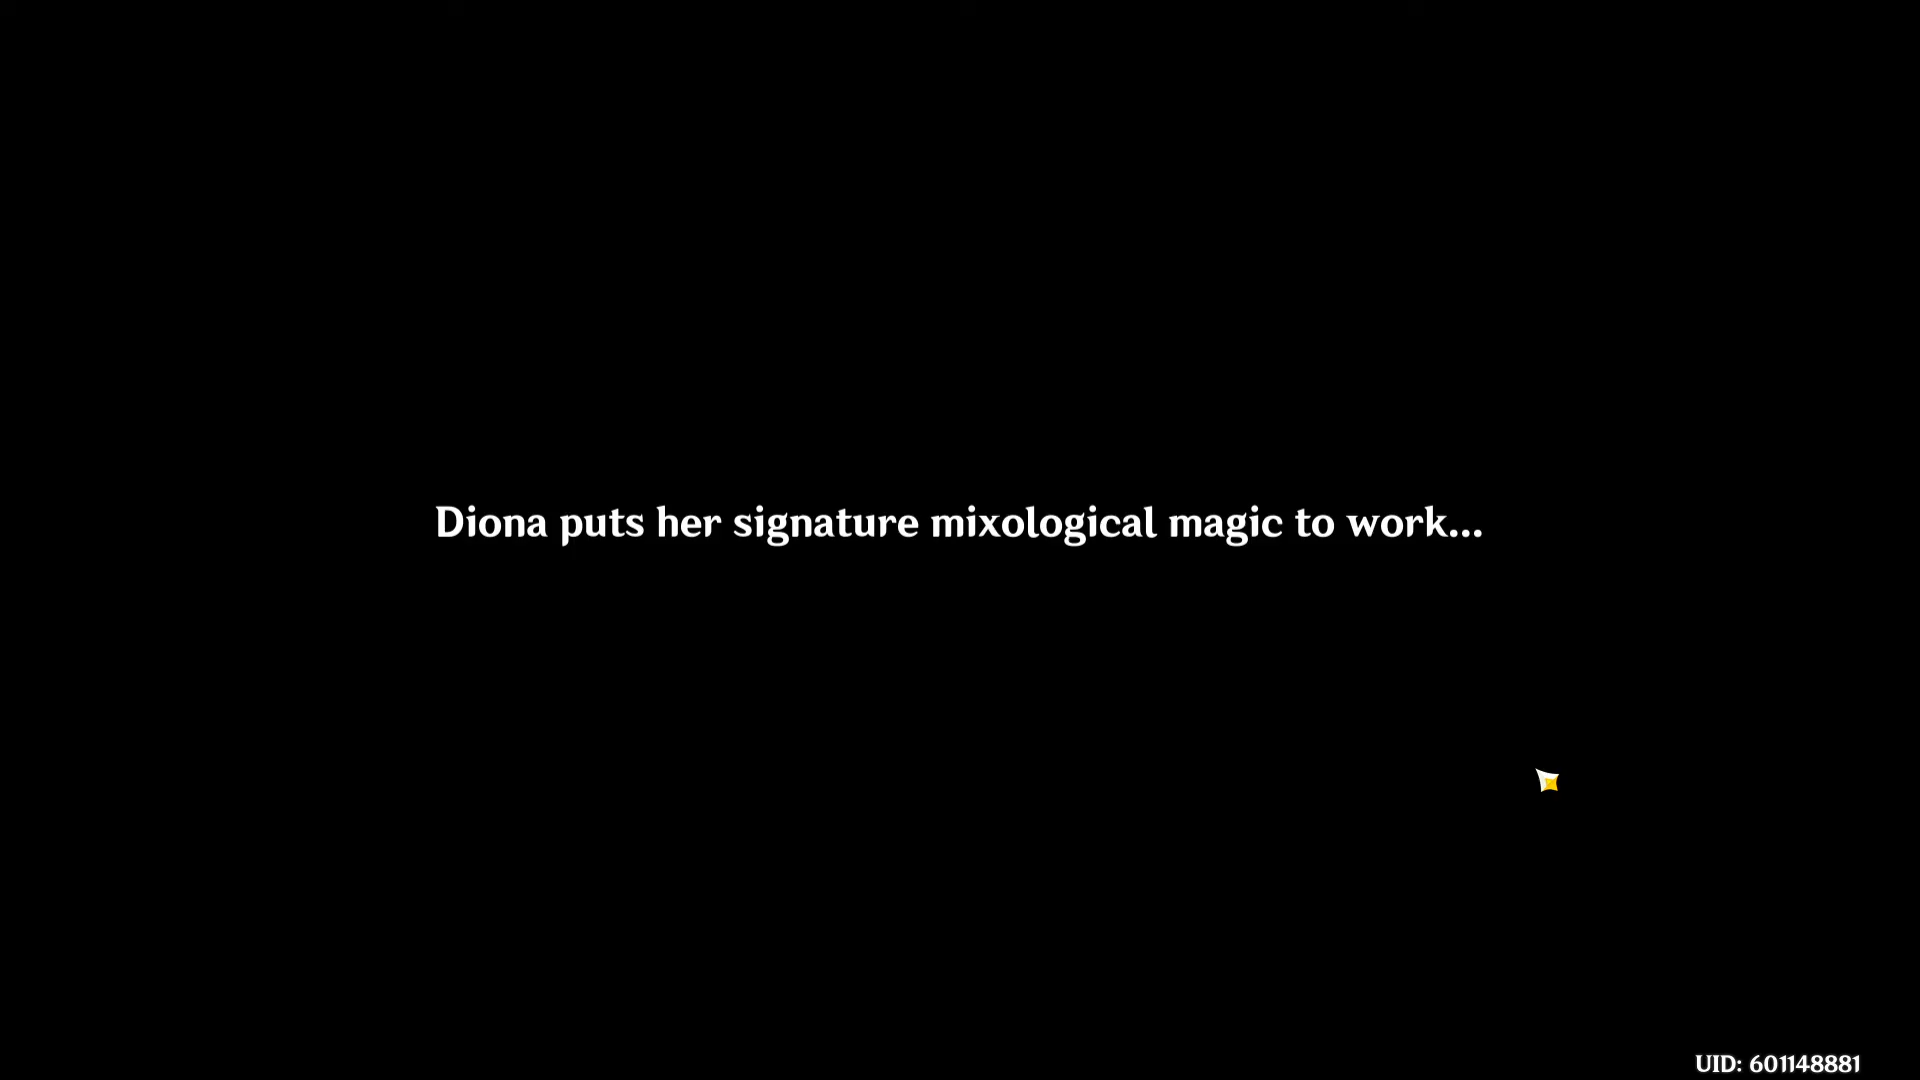 Diona puts her signature mixological magic to work...
UID: 601148881